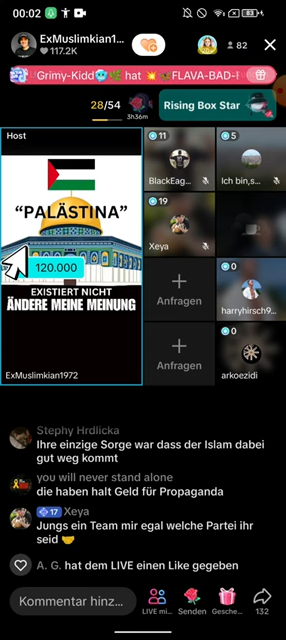 00:02
83
ExMuslimkian1...
117.2K
82
Grimy-Kidd🥶🌿 hat 💥
FLAVA-BAD-
28/54
3h36m
Rising Box Star
Host
“PALÄSTINA”
120.000
EXISTIERT NICHT
ÄNDERE MEINE MEINUNG
ExMuslimkian1972
11
BlackEag...
5
Ich bin,s...
19
Xeya
Anfragen
0
harryhirsch9...
Anfragen
0
arkoezidi
Stephy Hrdlicka
Ihre einzige Sorge war dass der Islam dabei
gut weg kommt
you will never stand alone
die haben halt Geld für Propaganda
17 Xeya
Jungs ein Team mir egal welche Partei ihr
seid 🤝
A. G. hat dem LIVE einen Like gegeben
Kommentar hinz...
LIVE mi...
Senden
Gesche...
132